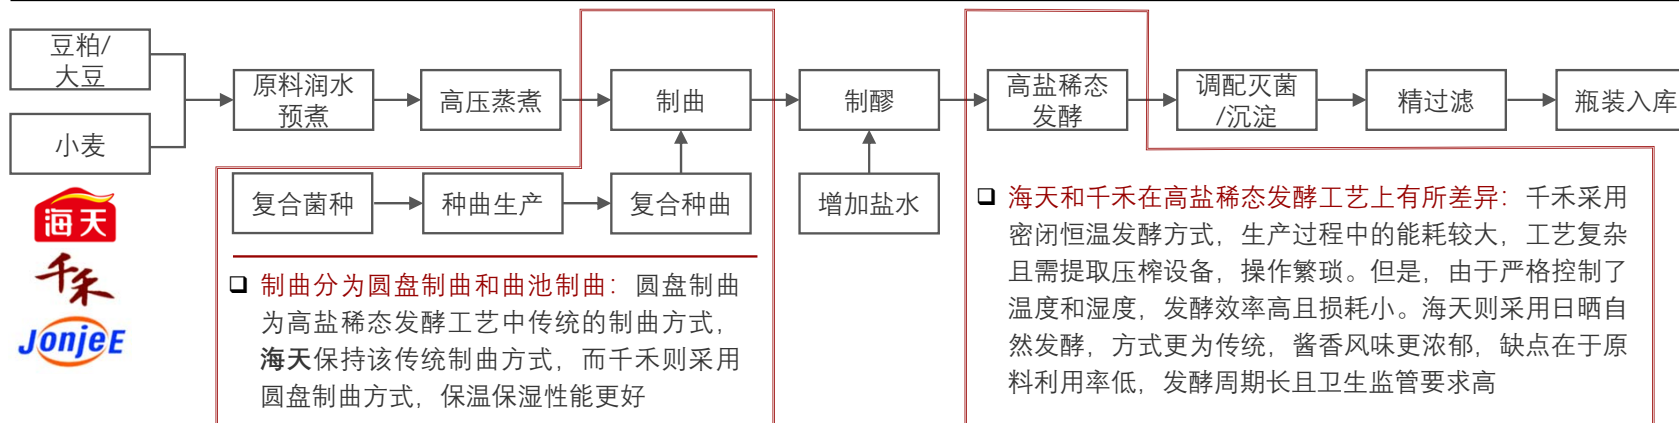 豆粕/
大豆
小麦
原料润水
预煮
高压蒸煮
制曲
制醪
高盐稀态
发酵
调配灭菌
/沉淀
精过滤
瓶装入库
复合菌种
种曲生产
复合种曲
增加盐水
海天
千禾
JonjeE
制曲分为圆盘制曲和曲池制曲：圆盘制曲
为高盐稀态发酵工艺中传统的制曲方式，
海天保持该传统制曲方式，而千禾则采用
圆盘制曲方式，保温保湿性能更好
海天和千禾在高盐稀态发酵工艺上有所差异：千禾采用
密闭恒温发酵方式，生产过程中的能耗较大，工艺复杂
且需提取压榨设备，操作繁琐。但是，由于严格控制了
温度和湿度，发酵效率高且损耗小。海天则采用日晒自
然发酵，方式更为传统，酱香风味更浓郁，缺点在于原
料利用率低，发酵周期长且卫生监管要求高